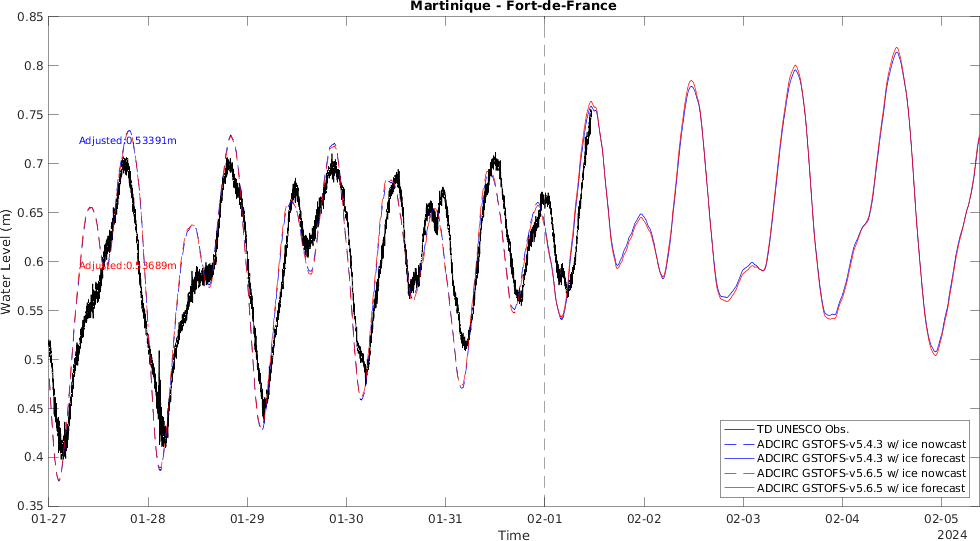 Martinique - Fort-de-France
0.85
0.8
0.75
0.7
0.65
0.6
0.55
0.5
0.45
0.4
0.35
Water Level (m)
Adjusted:0.53391m
Adjusted:0.53689m
TD UNESCO Obs.
ADCIRC GSTOFS-v5.4.3 w/ ice nowcast
ADCIRC GSTOFS-v5.4.3 w/ ice forecast
ADCIRC GSTOFS-v5.6.5 w/ ice nowcast
ADCIRC GSTOFS-v5.6.5 w/ ice forecast
01-27 01-28 01-29 01-30 01-31 02-01 02-02 02-03 02-04 02-05
Time
2024